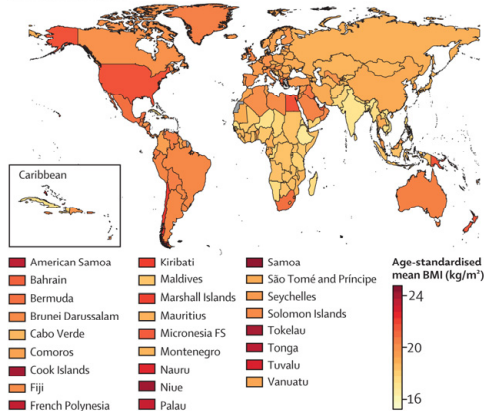 Caribbean
American Samoa
Bahrain
Bermuda
Brunei Darussalam
Cabo Verde
Comoros
Cook Islands
Fiji
French Polynesia
Kiribati
Maldives
Marshall Islands
Mauritius
Micronesia FS
Montenegro
Nauru
Niue
Palau
Samoa
São Tomé and Príncipe
Seychelles
Solomon Islands
Tokelau
Tonga
Tuvalu
Vanuatu
Age-standardised
mean BMI (kg/m²)
24
20
16